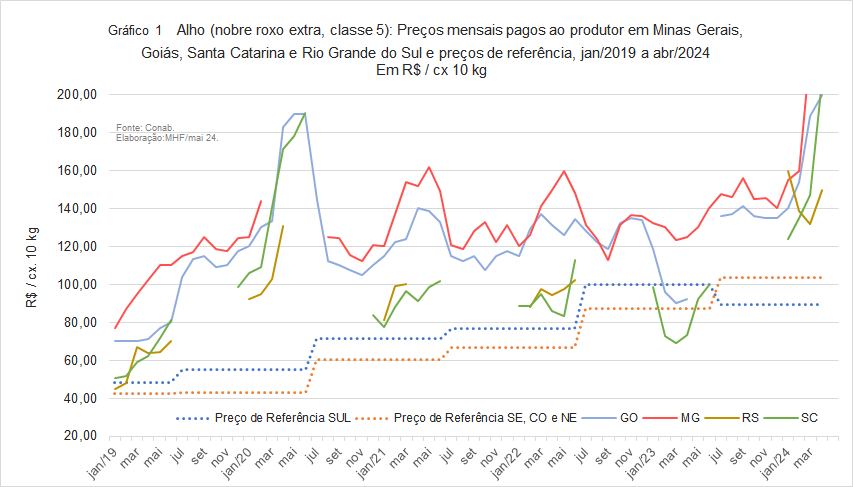 Gráfico 1 Alho (nobre roxo extra, classe 5): Preços mensais pagos ao produtor em Minas Gerais,
Goiás, Santa Catarina e Rio Grande do Sul e preços de referência, jan/2019 a abr/2024
Em R$ / cx 10 kg
200,00
180,00
160,00
140,00
120,00
100,00
80,00
60,00
40,00
20,00
R$ / cx. 10 kg
Fonte: Conab.
Elaboração:MHF/mai 24.
Preço de Referência SUL
Preço de Referência SE, CO e NE
GO
MG
RS
SC
jan/19
mar
mai
jul
set
nov
jan/20
mar
mai
jul
set
nov
jan/21
mar
mai
jul
set
nov
jan/22
mar
mai
jul
set
nov
jan/23
mar
mai
jul
set
nov
jan/24
mar